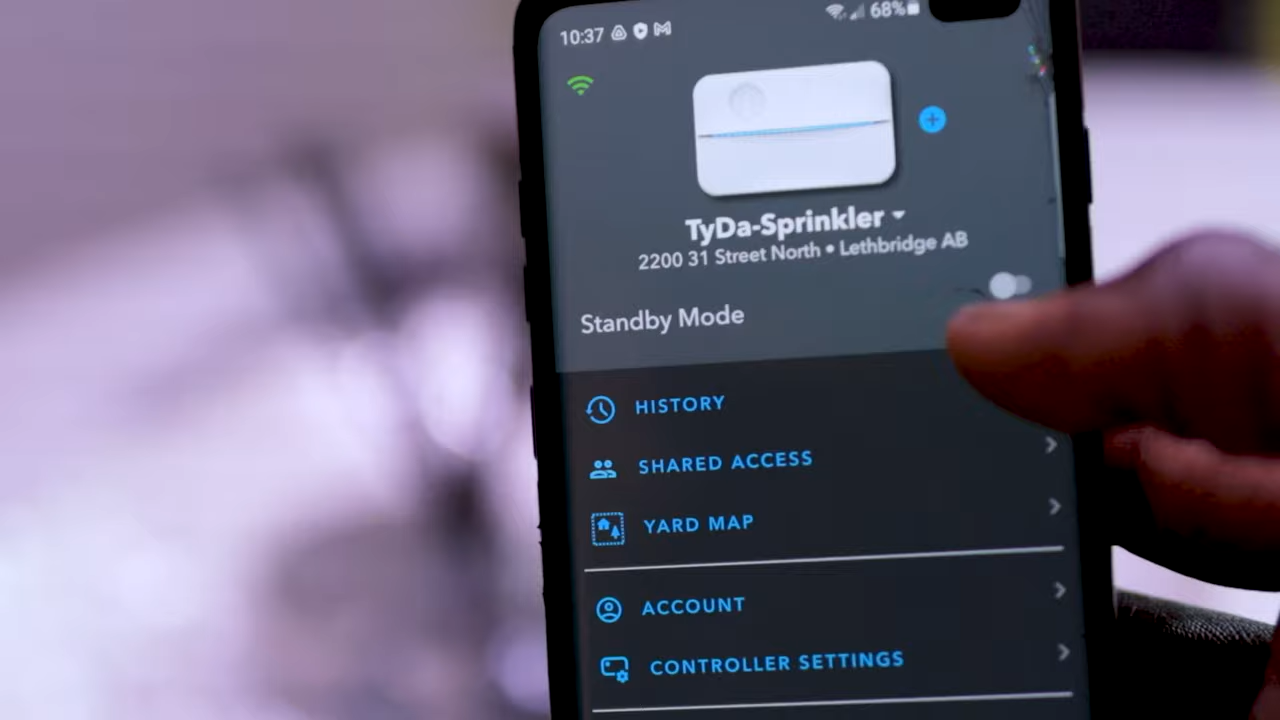 10:37 68%
TyDa-Sprinkler
2200 31 Street North • Lethbridge AB
Standby Mode
HISTORY
SHARED ACCESS
YARD MAP
ACCOUNT
CONTROLLER SETTINGS